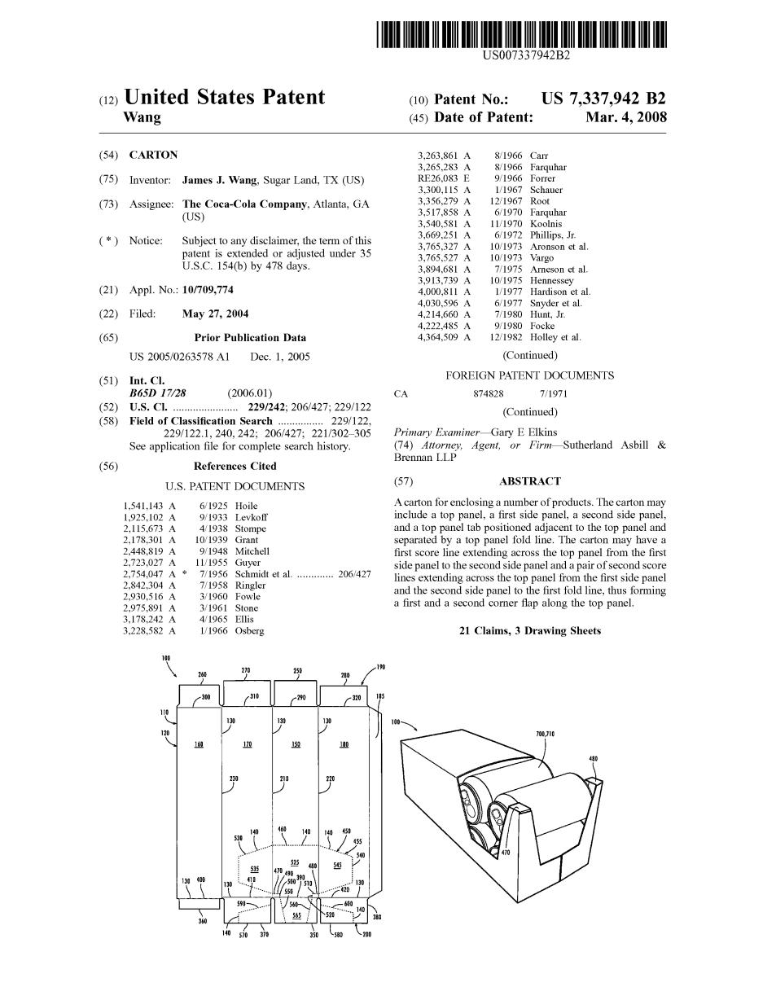 US007337942B2
(12) United States Patent
Wang
(10) Patent No.: US 7,337,942 B2
(45) Date of Patent: Mar. 4, 2008
(54) CARTON
(75) Inventor: James J. Wang, Sugar Land, TX (US)
(73) Assignee: The Coca-Cola Company, Atlanta, GA
(US)
( * ) Notice: Subject to any disclaimer, the term of this
patent is extended or adjusted under 35
U.S.C. 154(b) by 478 days.
(21) Appl. No.: 10/709,774
(22) Filed: May 27, 2004
(65) Prior Publication Data
US 2005/0263578 A1 Dec. 1, 2005
(51) Int. Cl.
B65D 17/28 (2006.01)
(52) U.S. Cl. ...................... 229/242; 206/427; 229/122
(58) Field of Classification Search ............... 229/122,
229/122.1, 240, 242; 206/427; 221/302–305
See application file for complete search history.
(56) References Cited
U.S. PATENT DOCUMENTS
1,541,143 A 6/1925 Hoile
1,925,102 A 9/1933 Levkoff
2,115,673 A 4/1938 Stompe
2,178,301 A 10/1939 Grant
2,448,819 A 9/1948 Mitchell
2,723,027 A 11/1955 Guyer
2,754,047 A * 7/1956 Schmidt et al. ............ 206/427
2,842,304 A 7/1958 Ringler
2,930,516 A 3/1960 Fowle
2,975,891 A 3/1961 Stone
3,178,242 A 4/1965 Ellis
3,228,582 A 1/1966 Osberg
3,263,861 A 8/1966 Carr
3,265,283 A 8/1966 Farquhar
RE26,083 E 9/1966 Forrer
3,300,115 A 1/1967 Schauer
3,356,279 A 12/1967 Root
3,517,858 A 6/1970 Farquhar
3,540,581 A 11/1970 Koolnis
3,669,251 A 6/1972 Phillips, Jr.
3,765,327 A 10/1973 Aronson et al.
3,765,527 A 10/1973 Vargo
3,894,681 A 7/1975 Arneson et al.
3,913,739 A 10/1975 Hennessey
4,000,811 A 1/1977 Hardison et al.
4,030,596 A 6/1977 Snyder et al.
4,214,660 A 7/1980 Hunt, Jr.
4,222,485 A 9/1980 Focke
4,364,509 A 12/1982 Holley et al.
(Continued)
FOREIGN PATENT DOCUMENTS
CA 874828 7/1971
(Continued)
Primary Examiner—Gary E Elkins
(74) Attorney, Agent, or Firm—Sutherland Asbill &
Brennan LLP
(57) ABSTRACT
A carton for enclosing a number of products. The carton may
include a top panel, a first side panel, a second side panel,
and a top panel tab positioned adjacent to the top panel and
separated by a top panel fold line. The carton may have a
first score line extending across the top panel from the first
side panel to the second side panel and a pair of second score
lines extending across the top panel from the first side panel
and the second side panel to the first fold line, thus forming
a first and a second corner flap along the top panel.
21 Claims, 3 Drawing Sheets
100
260 270 250 280 190
300 310 290 320 185
110 130 130 130
120 160 170 150 180
230 210 220
530 140 460 140 140 450
455
535 525 545 540
130 400 130 410 470 490 390 480 130
500 510 420
550
590 560 600
565 520 140 380
360 140 570 370 350 580 200
100
700,710
480
470